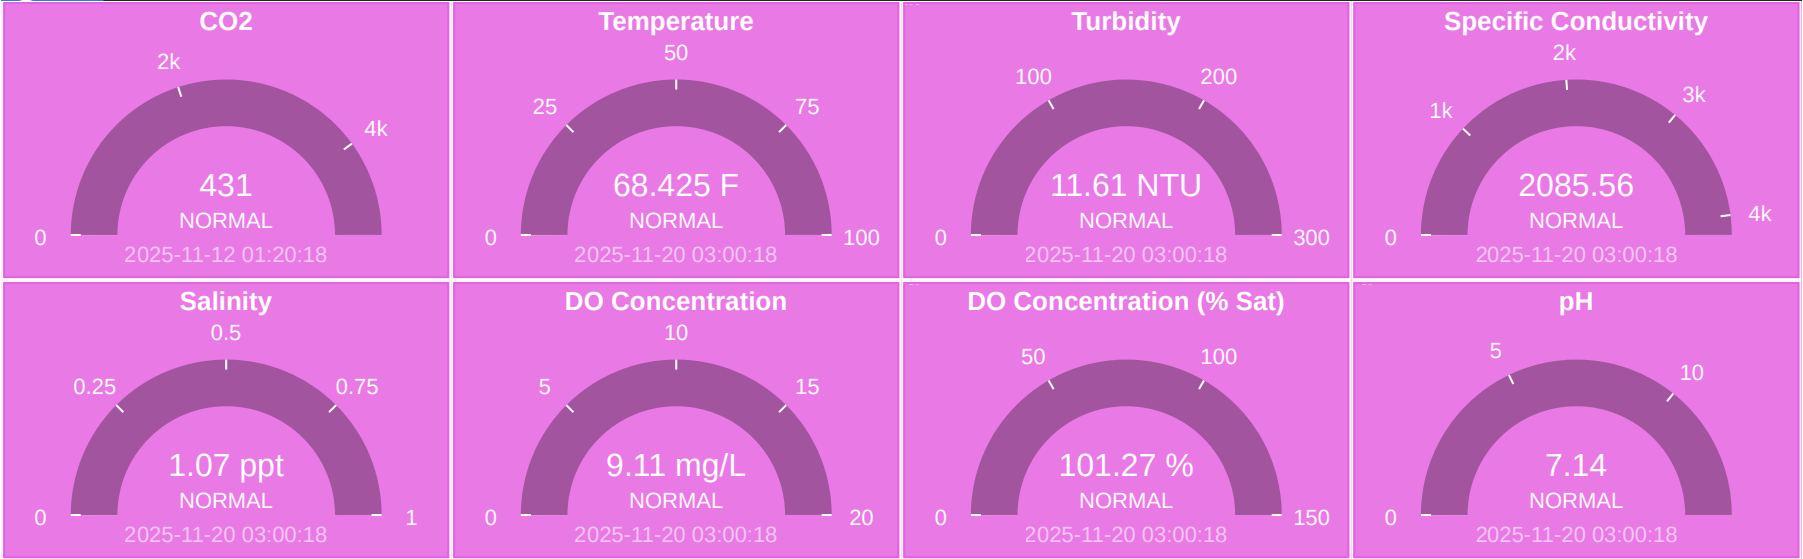 CO2
2k
4k
0
431
NORMAL
2025-11-12 01:20:18
Temperature
50
25
75
0
100
68.425 F
NORMAL
2025-11-20 03:00:18
Turbidity
100
200
0
300
11.61 NTU
NORMAL
2025-11-20 03:00:18
Specific Conductivity
2k
1k
3k
4k
0
2085.56
NORMAL
2025-11-20 03:00:18
Salinity
0.5
0.25
0.75
0
1
1.07 ppt
NORMAL
2025-11-20 03:00:18
DO Concentration
10
5
15
0
20
9.11 mg/L
NORMAL
2025-11-20 03:00:18
DO Concentration (% Sat)
50
100
0
150
101.27 %
NORMAL
2025-11-20 03:00:18
pH
5
10
0
7.14
NORMAL
2025-11-20 03:00:18